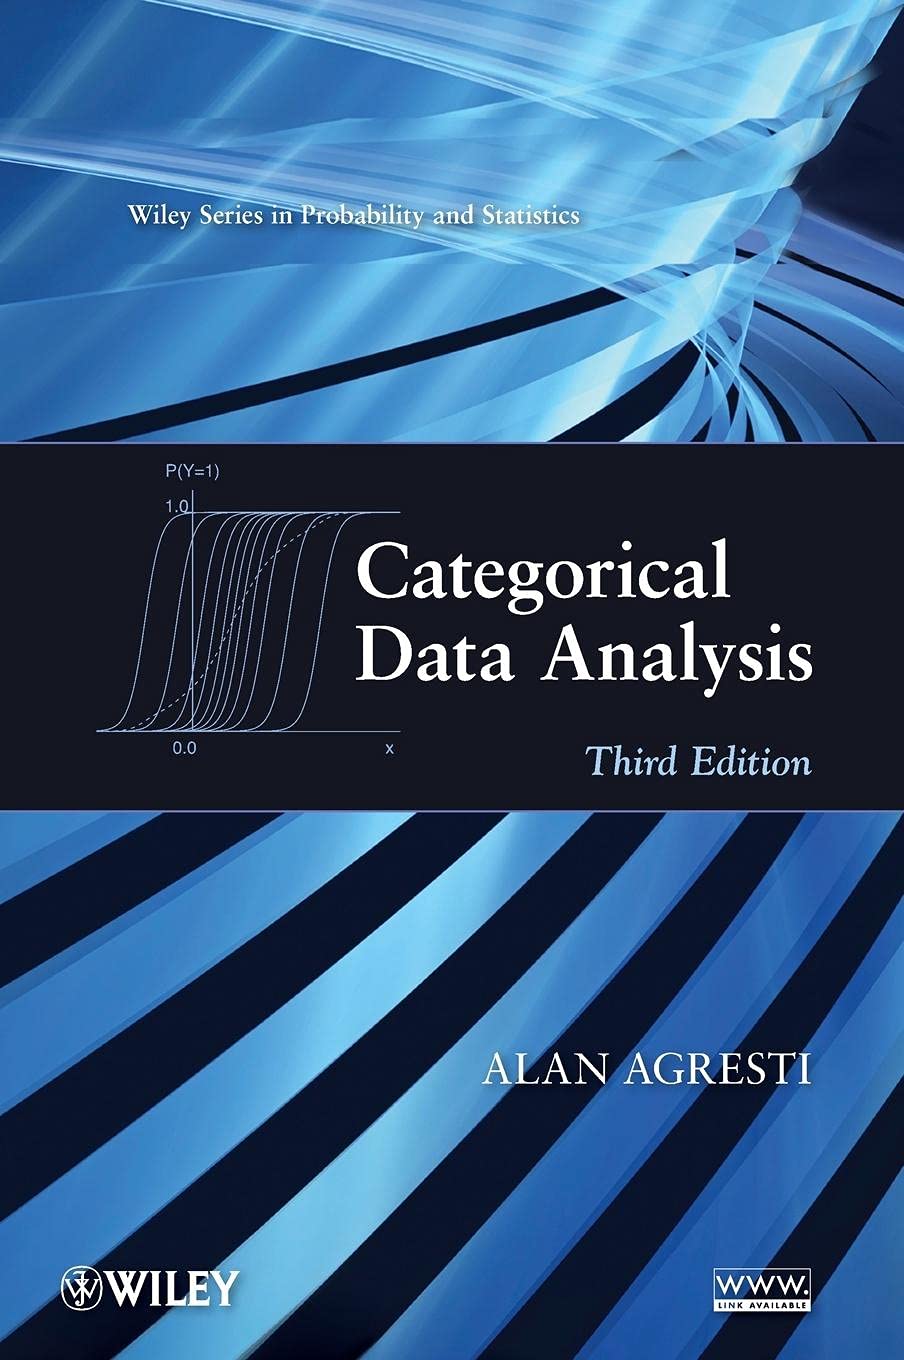 Wiley Series in Probability and Statistics
P(Y=1)
1.0
Categorical
Data Analysis
0.0
x
Third Edition
ALAN AGRESTI
WILEY
WWW.
LINK AVAILABLE